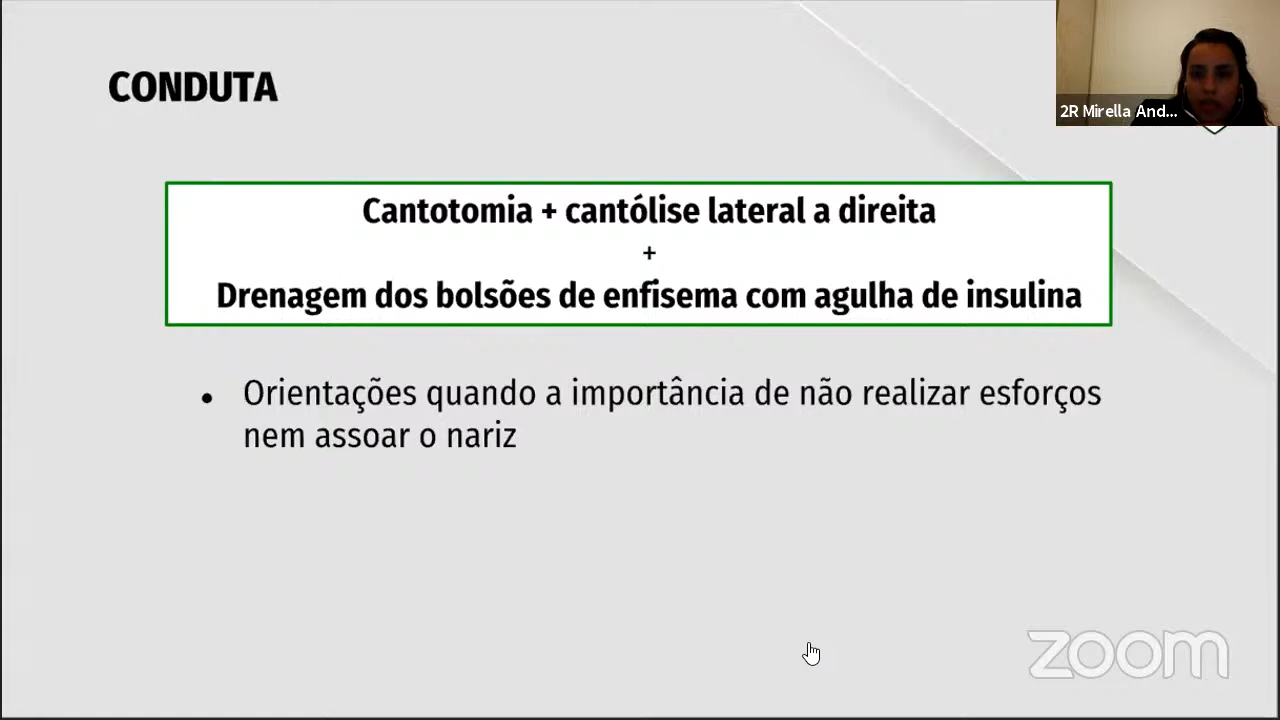 CONDUTA
2R Mirella And...
Cantotomia + cantólise lateral a direita
+
Drenagem dos bolsões de enfisema com agulha de insulina
• Orientações quando a importância de não realizar esforços
nem assoar o nariz
zoom